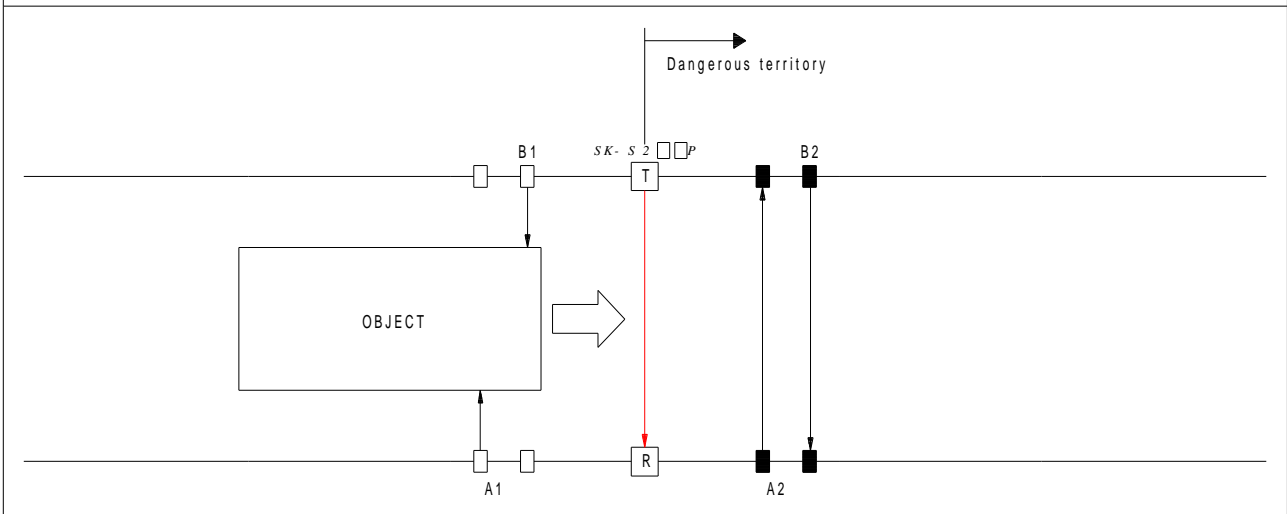 Dangerous territory
B1
SK- S 2 □ □P
B2
T
OBJECT
R
A1
A2